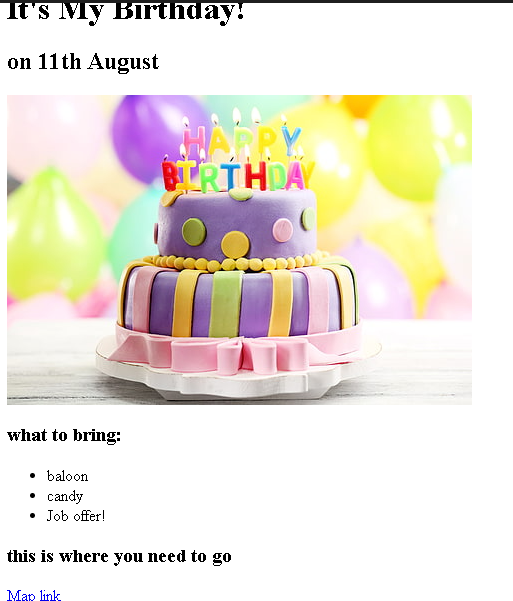 It's My Birthday!
on 11th August
HAPPY
BIRTHDAY
what to bring:
baloon
candy
Job offer!
this is where you need to go
Map link